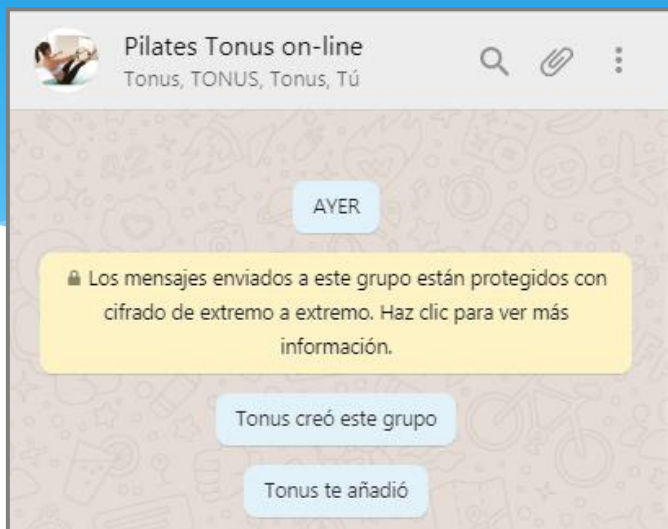 Pilates Tonus on-line
Tonus, TONUS, Tonus, Tú
AYER
Los mensajes enviados a este grupo están protegidos con
cifrado de extremo a extremo. Haz clic para ver más
información.
Tonus creó este grupo
Tonus te añadió